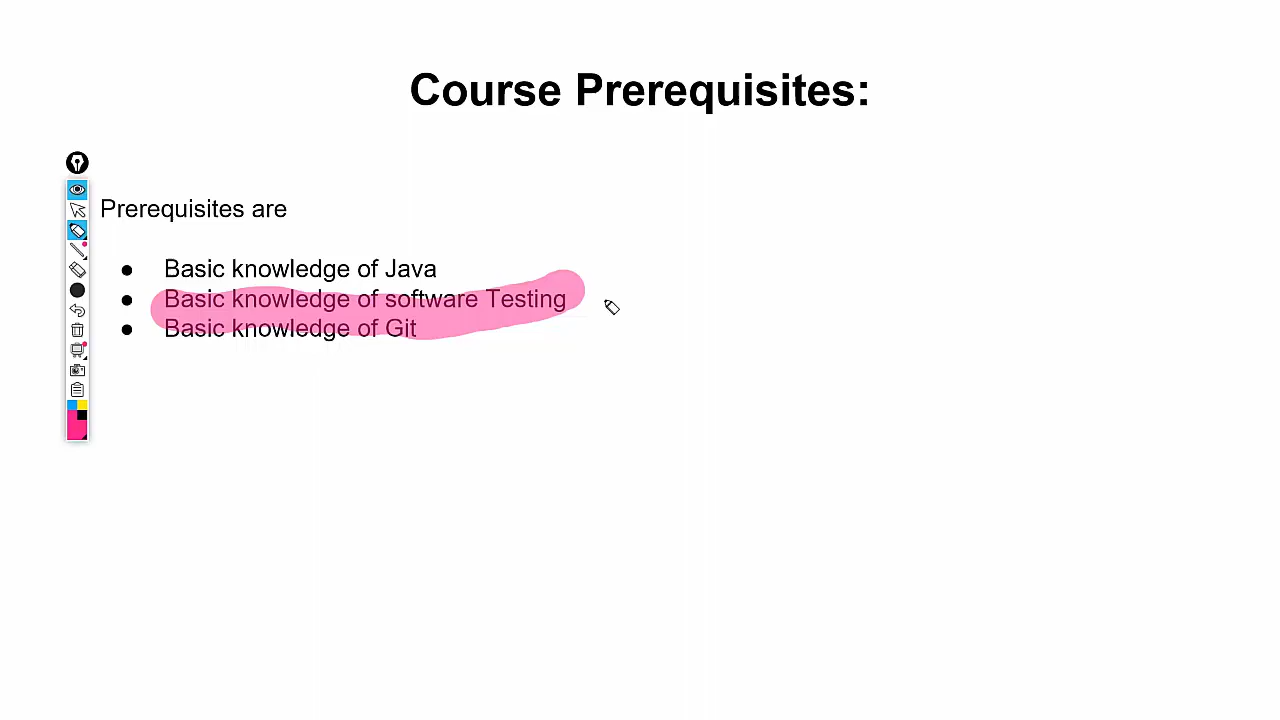 Course Prerequisites:
Prerequisites are
● Basic knowledge of Java
● Basic knowledge of software Testing
● Basic knowledge of Git